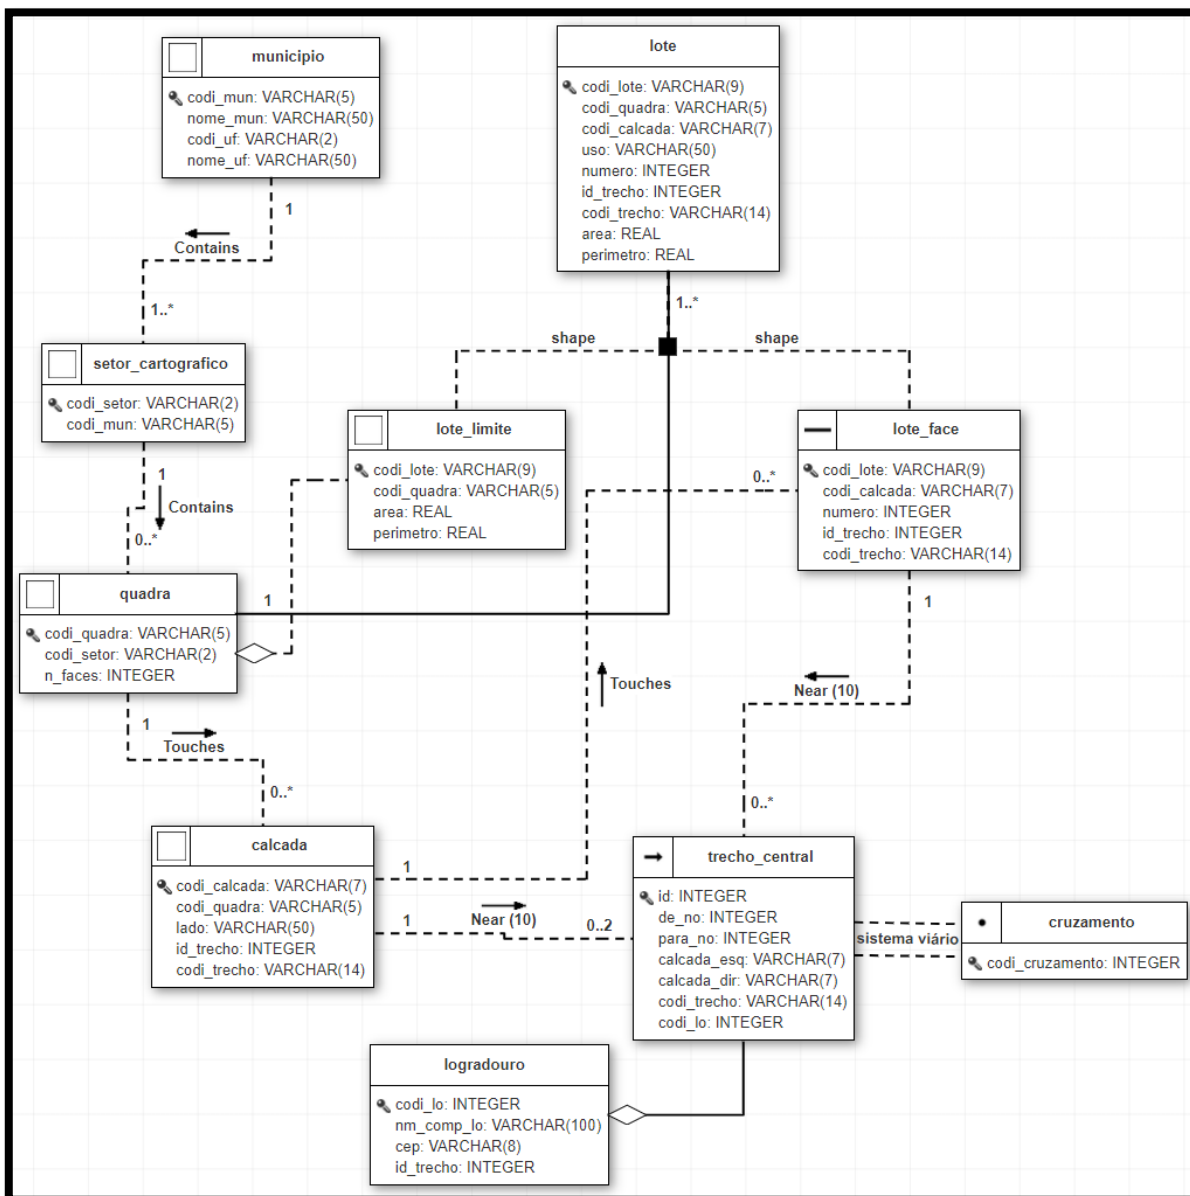 municipio
codi_mun: VARCHAR(5)
nome_mun: VARCHAR(50)
codi_uf: VARCHAR(2)
nome_uf: VARCHAR(50)
lote
codi_lote: VARCHAR(9)
codi_quadra: VARCHAR(5)
codi_calcada: VARCHAR(7)
uso: VARCHAR(50)
numero: INTEGER
id_trecho: INTEGER
codi_trecho: VARCHAR(14)
area: REAL
perimetro: REAL
1
Contains
1..*
1..*
shape
shape
setor_cartografico
codi_setor: VARCHAR(2)
codi_mun: VARCHAR(5)
lote_limite
codi_lote: VARCHAR(9)
codi_quadra: VARCHAR(5)
area: REAL
perimetro: REAL
lote_face
codi_lote: VARCHAR(9)
codi_calcada: VARCHAR(7)
numero: INTEGER
id_trecho: INTEGER
codi_trecho: VARCHAR(14)
1
Contains
0..*
0..*
quadra
codi_quadra: VARCHAR(5)
codi_setor: VARCHAR(2)
n_faces: INTEGER
1
1
Touches
Near (10)
1
Touches
0..*
0..*
calcada
codi_calcada: VARCHAR(7)
codi_quadra: VARCHAR(5)
lado: VARCHAR(50)
id_trecho: INTEGER
codi_trecho: VARCHAR(14)
1
1
Near (10)
0..2
trecho_central
id: INTEGER
de_no: INTEGER
para_no: INTEGER
calcada_esq: VARCHAR(7)
calcada_dir: VARCHAR(7)
codi_trecho: VARCHAR(14)
codi_lo: INTEGER
sistema viário
cruzamento
codi_cruzamento: INTEGER
logradouro
codi_lo: INTEGER
nm_comp_lo: VARCHAR(100)
cep: VARCHAR(8)
id_trecho: INTEGER